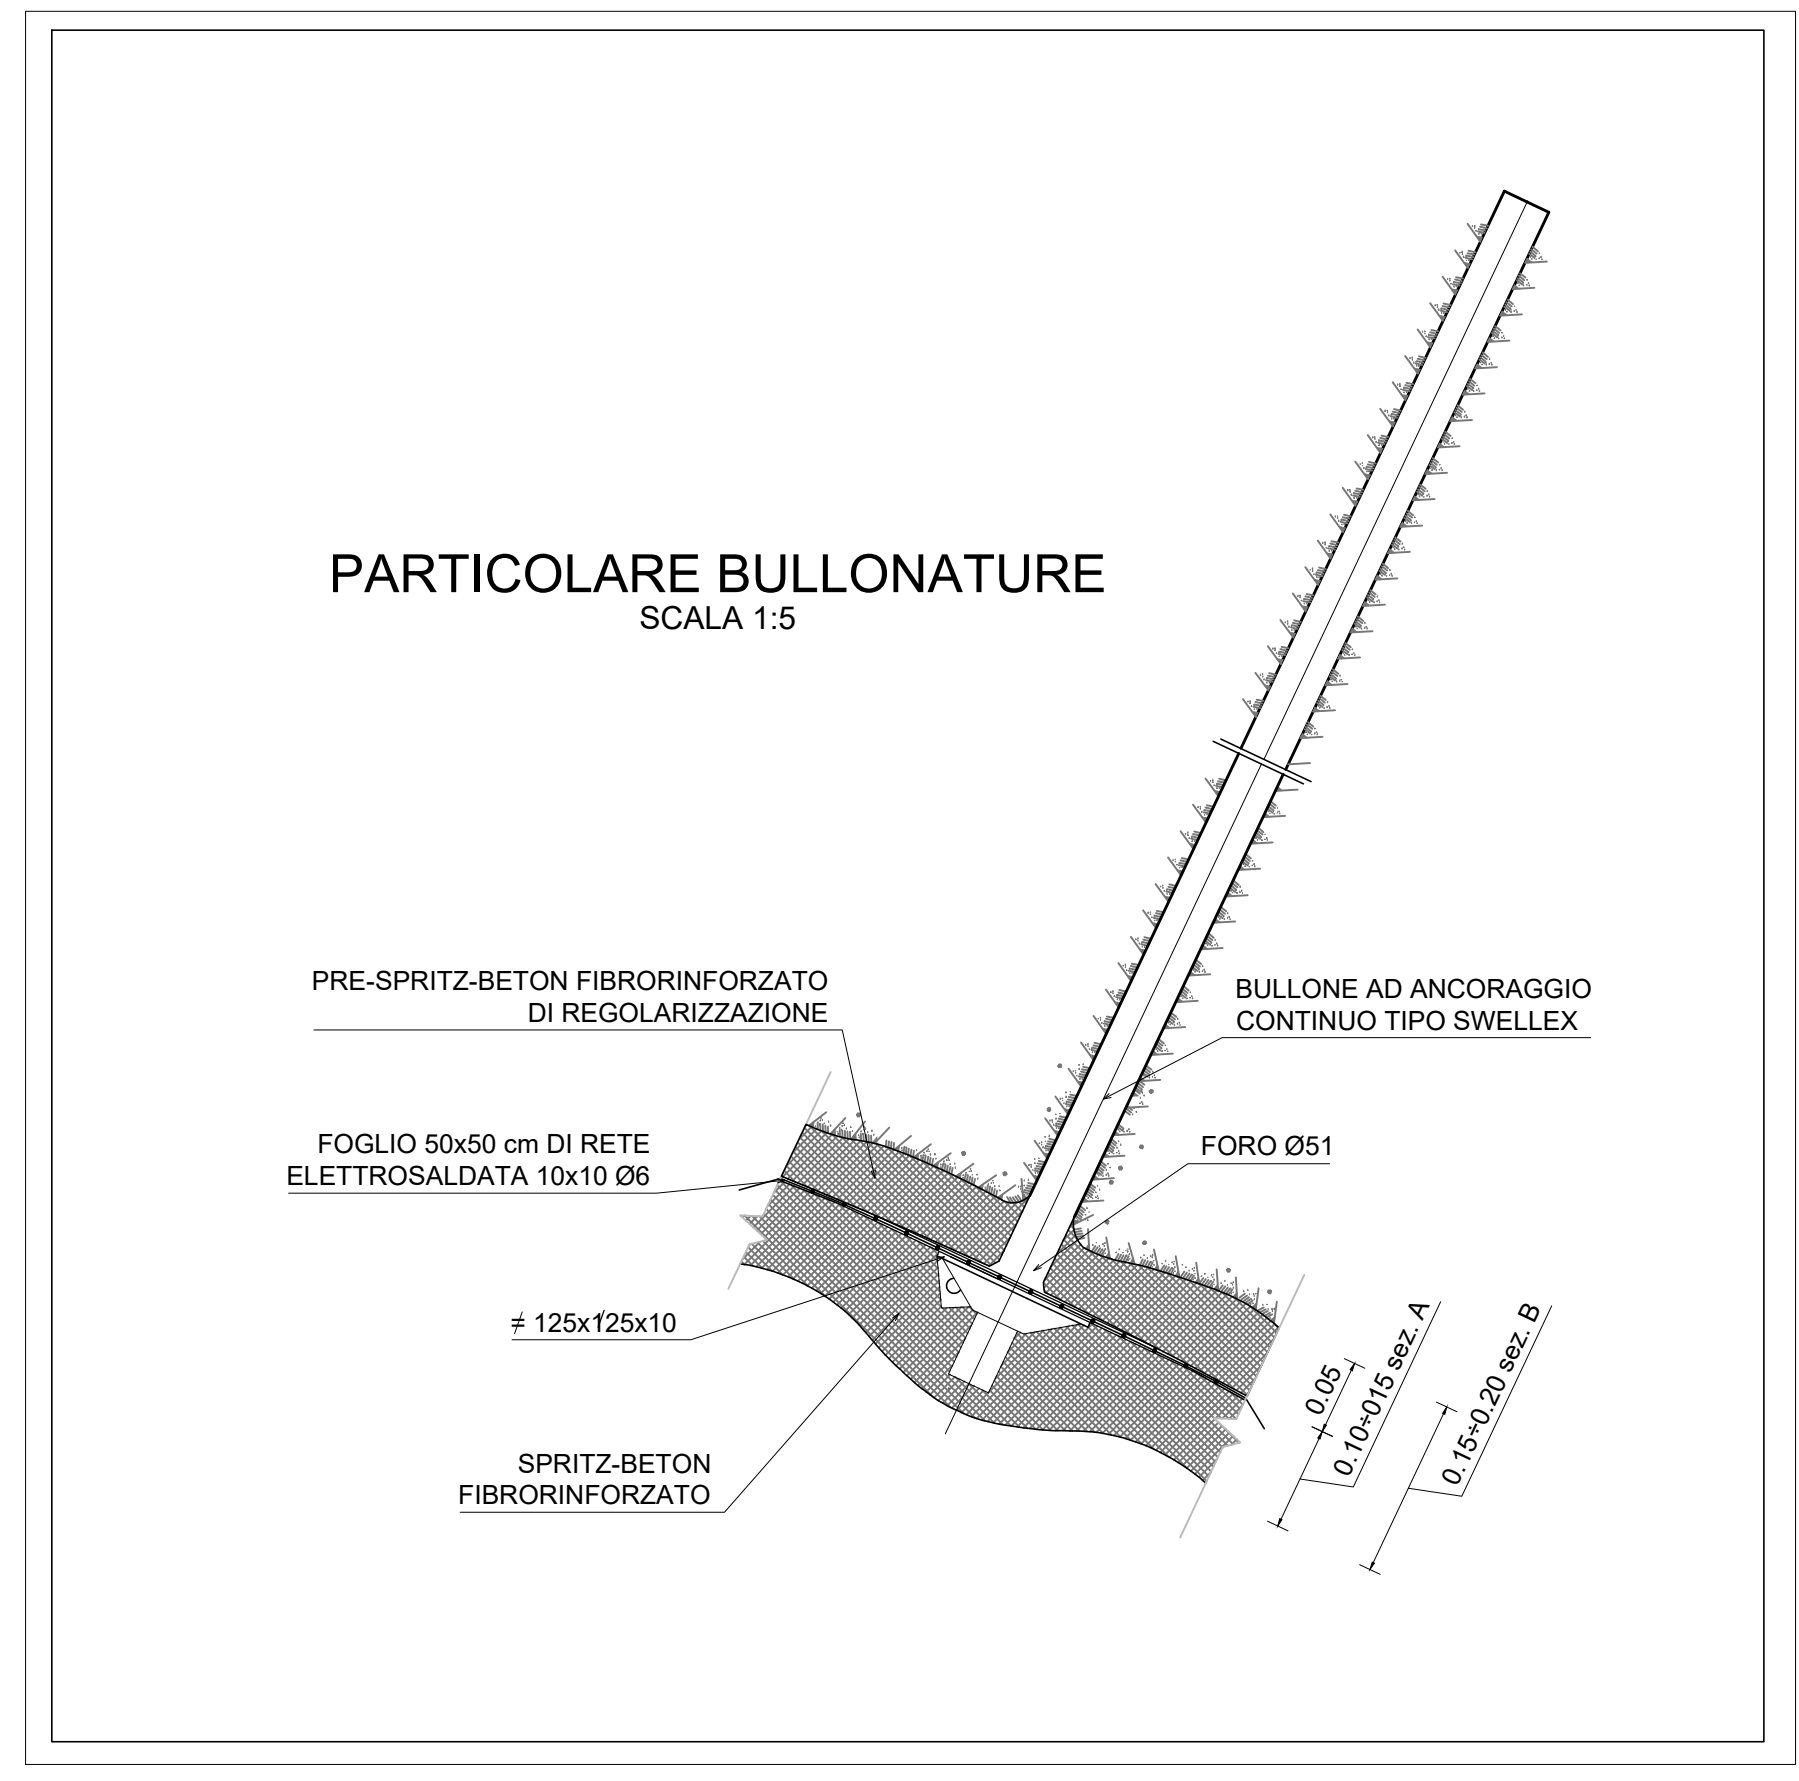 PARTICOLARE BULLONATURE
SCALA 1:5
PRE-SPRITZ-BETON FIBRORINFORZATO
DI REGOLARIZZAZIONE
BULLONE AD ANCORAGGIO
CONTINUO TIPO SWELLEX
FOGLIO 50x50 cm DI RETE
ELETTROSALDATA 10x10 Ø6
FORO Ø51
≠ 125x125x10
SPRITZ-BETON
FIBRORINFORZATO
0.05
0.10÷015 sez. A
0.15÷0.20 sez. B